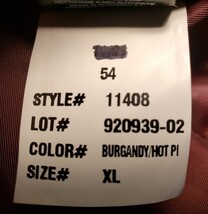 54
STYLE# 11408
LOT# 920939-02
COLOR# BURGANDY/HOT PI
SIZE# XL